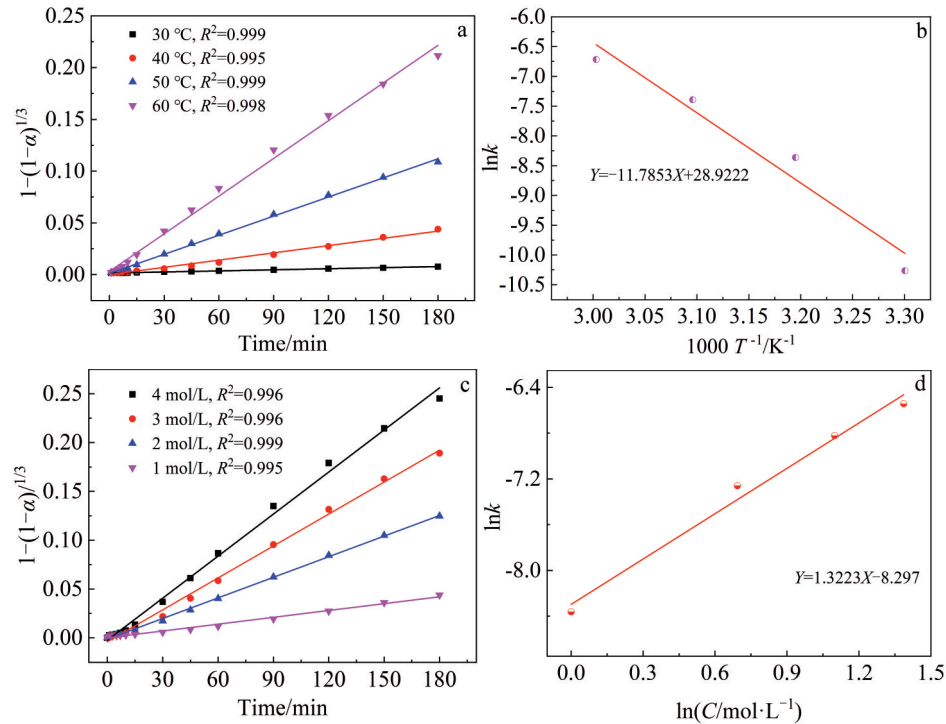 a
0.25
0.20
0.15
0.10
0.05
0.00
1−(1−α)^1/3
30 ℃, R²=0.999
40 ℃, R²=0.995
50 ℃, R²=0.999
60 ℃, R²=0.998
0 30 60 90 120 150 180
Time/min
b
-6.0
-6.5
-7.0
-7.5
-8.0
-8.5
-9.0
-9.5
-10.0
-10.5
lnk
Y=−11.7853X+28.9222
3.00 3.05 3.10 3.15 3.20 3.25 3.30
1000 T⁻¹/K⁻¹
c
0.25
0.20
0.15
0.10
0.05
0.00
1−(1−α)/^1/3
4 mol/L, R²=0.996
3 mol/L, R²=0.996
2 mol/L, R²=0.999
1 mol/L, R²=0.995
0 30 60 90 120 150 180
Time/min
d
-6.4
-7.2
-8.0
lnk
Y=1.3223X−8.297
0.0 0.3 0.6 0.9 1.2 1.5
ln(C/mol·L⁻¹)